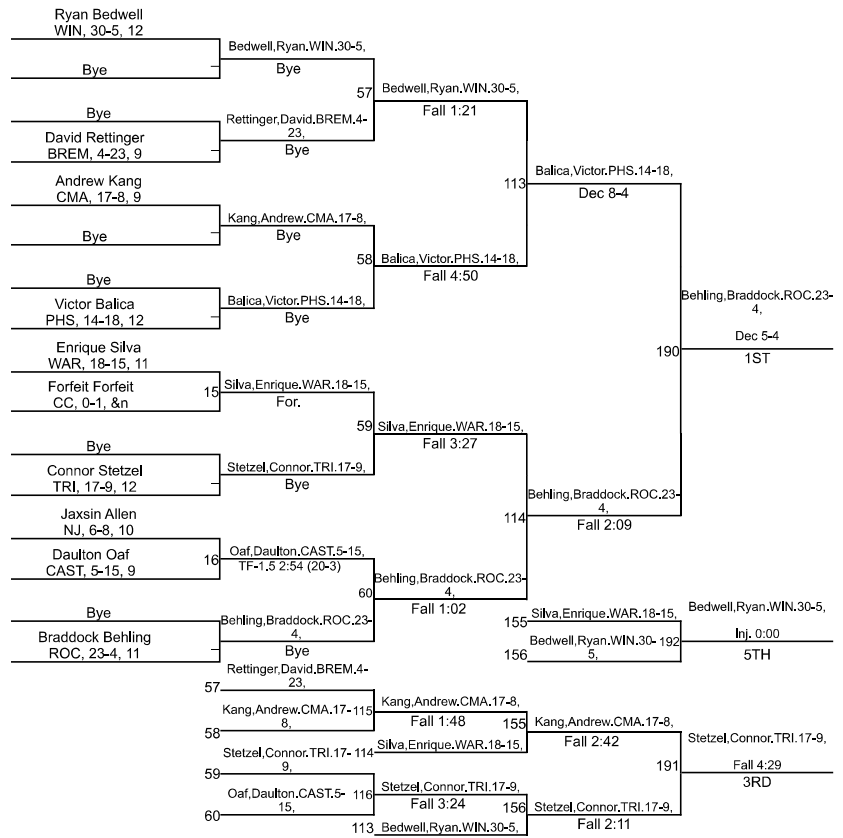 Ryan Bedwell
WIN, 30-5, 12
Bye
Bye
David Rettinger
BREM, 4-23, 9
Andrew Kang
CMA, 17-8, 9
Bye
Bye
Victor Balica
PHS, 14-18, 12
Enrique Silva
WAR, 18-15, 11
Forfeit Forfeit
CC, 0-1, &n
Bye
Connor Stetzel
TRI, 17-9, 12
Jaxsin Allen
NJ, 6-8, 10
Daulton Oaf
CAST, 5-15, 9
Bye
Braddock Behling
ROC, 23-4, 11
Bedwell,Ryan.WIN.30-5,
Bye
Rettinger,David.BREM.4-
23,
Bye
Kang,Andrew.CMA.17-8,
Bye
Balica,Victor.PHS.14-18,
Bye
15
Silva,Enrique.WAR.18-15,
For.
Stetzel,Connor.TRI.17-9,
Bye
16
Oaf,Daulton.CAST.5-15,
TF-1.5 2:54 (20-3)
Behling,Braddock.ROC.23-
4,
Bye
57
Bedwell,Ryan.WIN.30-5,
Fall 1:21
58
Balica,Victor.PHS.14-18,
Fall 4:50
59
Silva,Enrique.WAR.18-15,
Fall 3:27
60
Behling,Braddock.ROC.23-
4,
Fall 1:02
113
Balica,Victor.PHS.14-18,
Dec 8-4
114
Behling,Braddock.ROC.23-
4,
Fall 2:09
190
Behling,Braddock.ROC.23-
4,
Dec 5-4
1ST
155
Silva,Enrique.WAR.18-15,
156
Bedwell,Ryan.WIN.30-
5,
192
Bedwell,Ryan.WIN.30-5,
Inj. 0:00
5TH
57
Rettinger,David.BREM.4-
23,
58
Kang,Andrew.CMA.17-
8,
59
Stetzel,Connor.TRI.17-
9,
60
Oaf,Daulton.CAST.5-
15,
115
Kang,Andrew.CMA.17-8,
Fall 1:48
114
Silva,Enrique.WAR.18-15,
116
Stetzel,Connor.TRI.17-9,
Fall 3:24
113
Bedwell,Ryan.WIN.30-5,
155
Kang,Andrew.CMA.17-8,
Fall 2:42
156
Stetzel,Connor.TRI.17-9,
Fall 2:11
191
Stetzel,Connor.TRI.17-9,
Fall 4:29
3RD